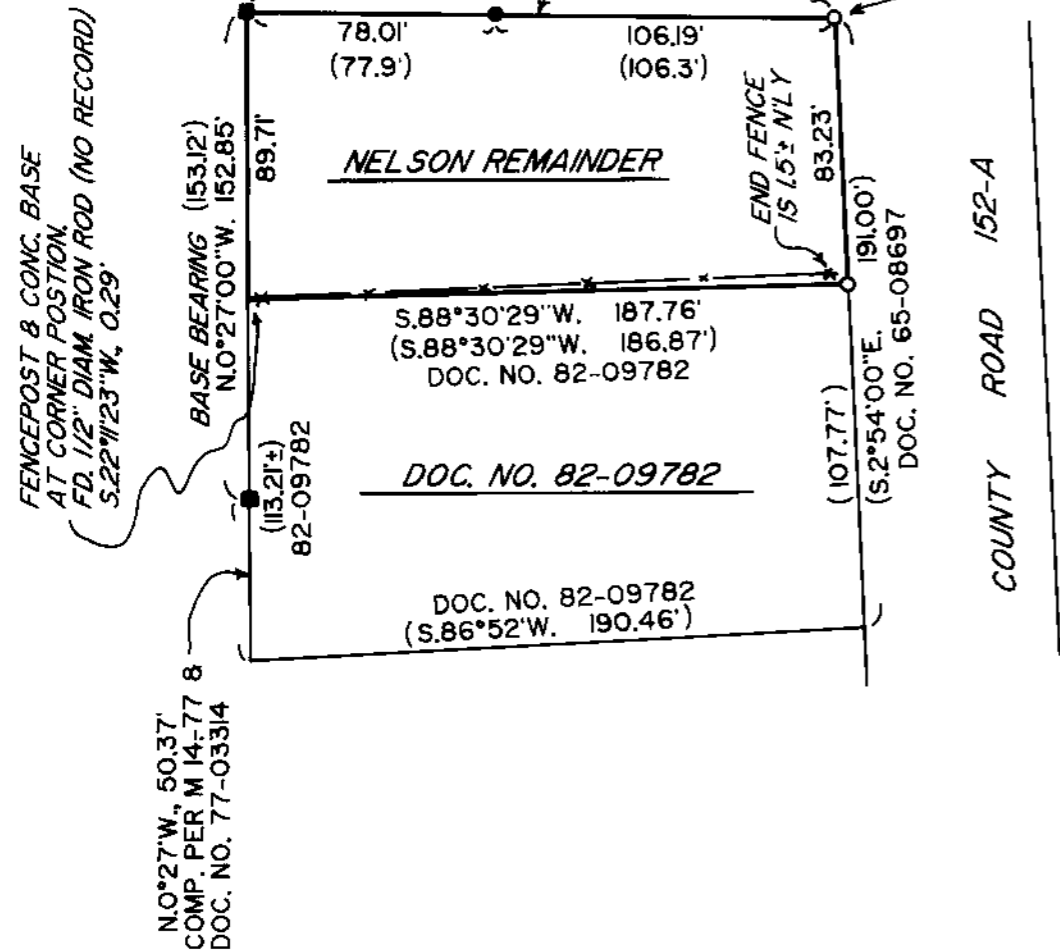 78.01'
(77.9')
106.19'
(106.3')
FENCEPOST & CONC. BASE
AT CORNER POSTION.
FD. 1/2" DIAM. IRON ROD (NO RECORD)
S.22°11'23"W., 0.29'
BASE BEARING (153.12')
N.0°27'00"W. 152.85'
89.71'
NELSON REMAINDER
END FENCE
IS 1.5'± N'LY
83.23'
191.00')
(S.2°54'00"E.
DOC. NO. 65-08697
COUNTY ROAD 152-A
S.88°30'29"W. 187.76'
(S.88°30'29"W. 186.87')
DOC. NO. 82-09782
(113.21'±)
82-09782
DOC. NO. 82-09782
(107.77')
DOC. NO. 82-09782
(S.86°52'W. 190.46')
N.0°27'W., 50.37'
COMP. PER M 14-77 &
DOC. NO. 77-03314